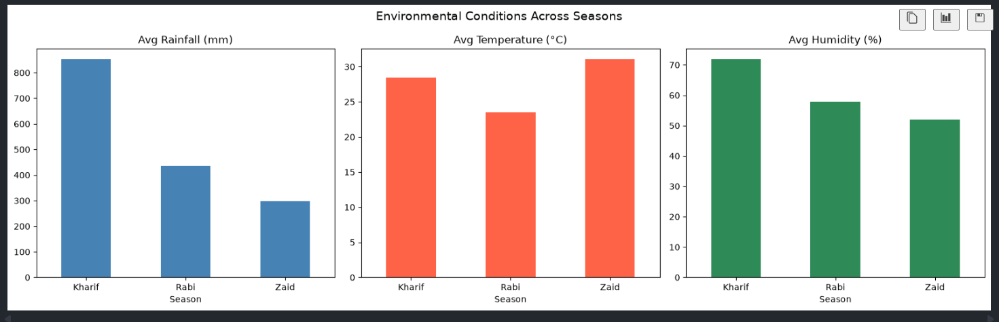 Environmental Conditions Across Seasons
Avg Rainfall (mm)
800
700
600
500
400
300
200
100
0
Kharif Rabi Zaid
Season
Avg Temperature (°C)
30
25
20
15
10
5
0
Kharif Rabi Zaid
Season
Avg Humidity (%)
70
60
50
40
30
20
10
0
Kharif Rabi Zaid
Season